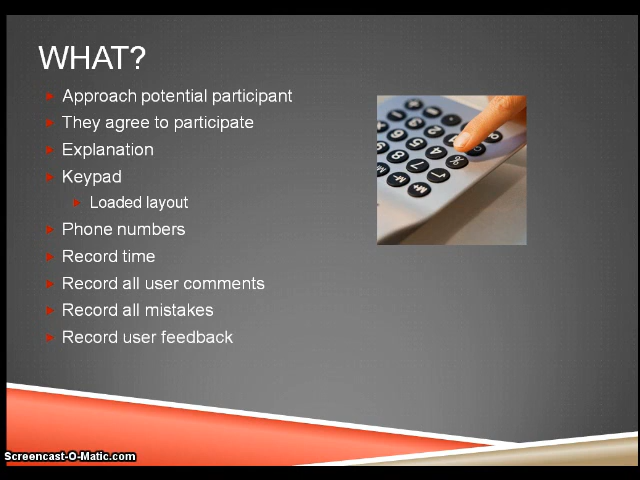 WHAT?
Approach potential participant
They agree to participate
Explanation
Keypad
Loaded layout
Phone numbers
Record time
Record all user comments
Record all mistakes
Record user feedback
Screencast-O-Matic.com